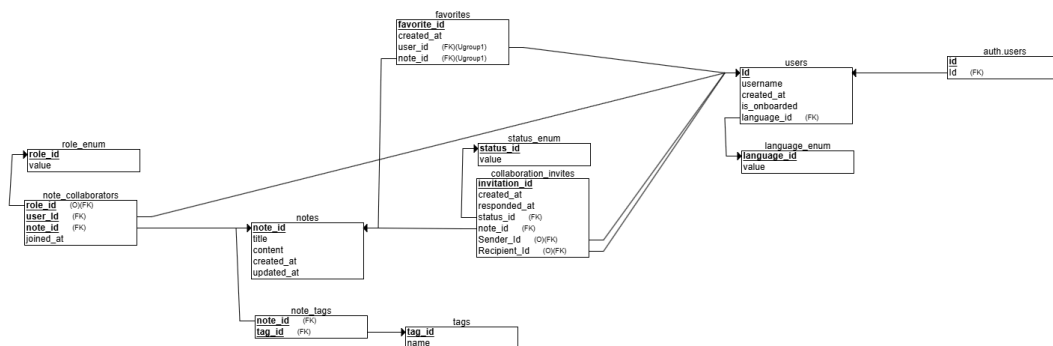 favorites
favorite_id
created_at
user_id (FK)(Ugroup1)
note_id (FK)(Ugroup1)
users
Id
username
created_at
is_onboarded
language_id (FK)
auth.users
id
Id (FK)
role_enum
role_id
value
status_enum
status_id
value
language_enum
language_id
value
note_collaborators
role_id (O)(FK)
user_Id (FK)
note_id (FK)
joined_at
notes
note_id
title
content
created_at
updated_at
collaboration_invites
invitation_id
created_at
responded_at
status_id (FK)
note_id (FK)
Sender_Id (O)(FK)
Recipient_Id (O)(FK)
note_tags
note_id (FK)
tag_id (FK)
tags
tag_id
name